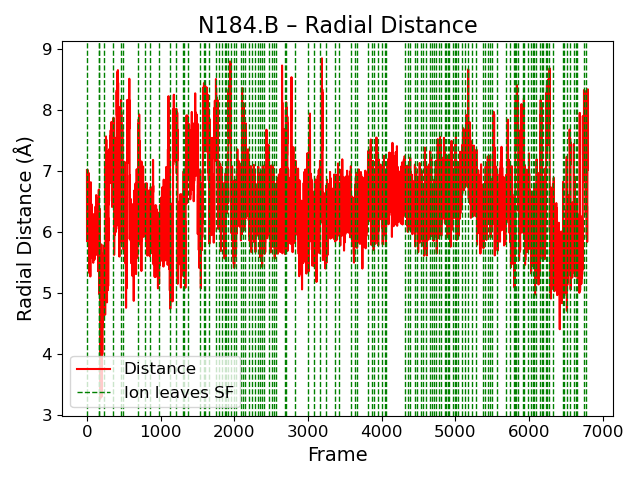 N184.B – Radial Distance
Radial Distance (Å)
9
8
7
6
5
4
3
Distance
Ion leaves SF
0 1000 2000 3000 4000 5000 6000 7000
Frame